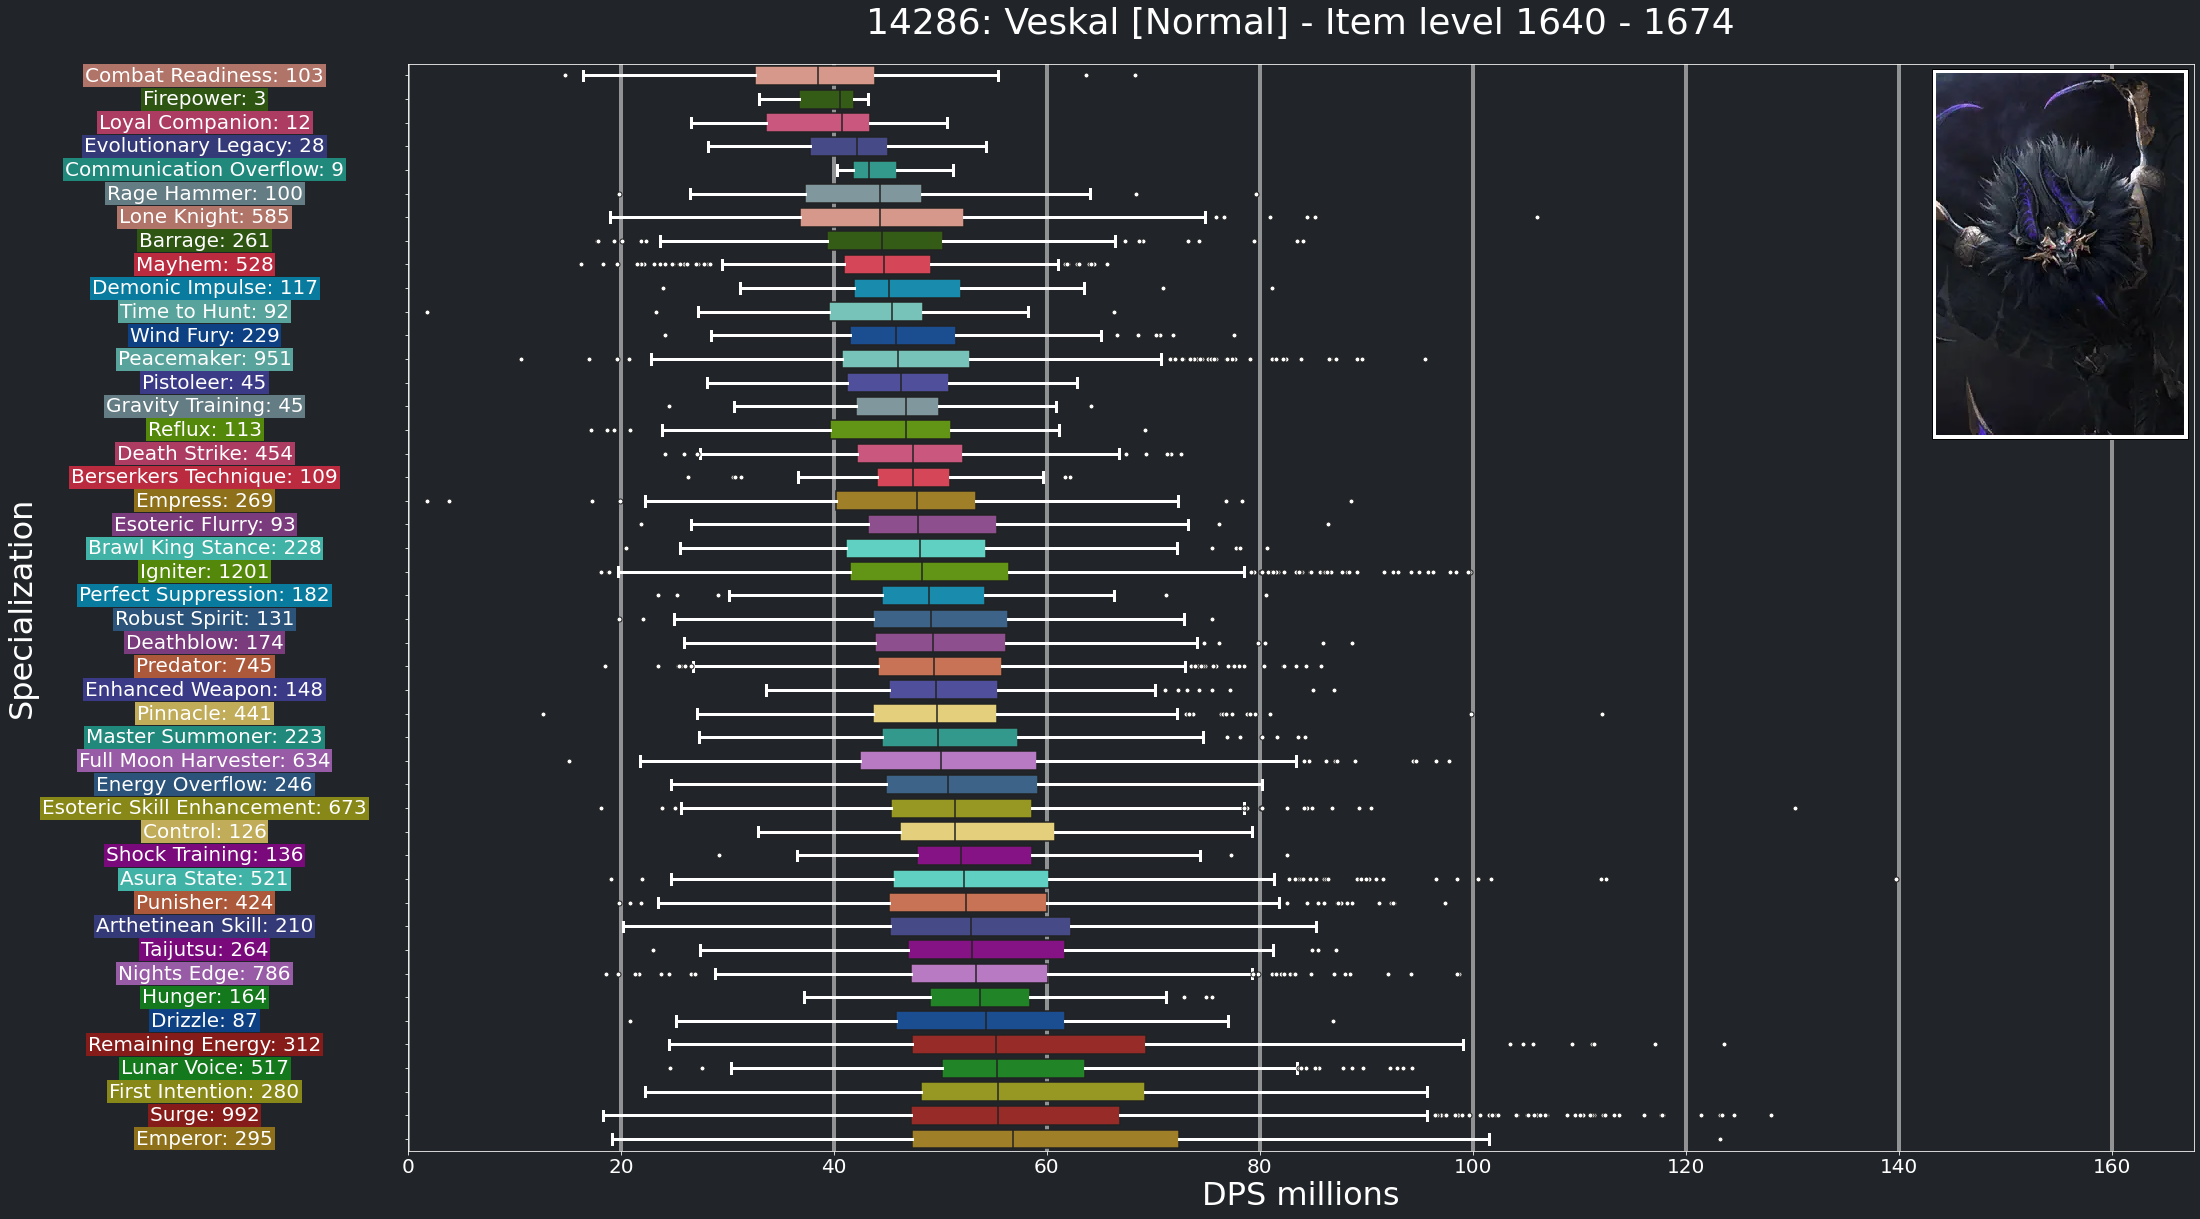 14286: Veskal [Normal] - Item level 1640 - 1674
Combat Readiness: 103
Firepower: 3
Loyal Companion: 12
Evolutionary Legacy: 28
Communication Overflow: 9
Rage Hammer: 100
Lone Knight: 585
Barrage: 261
Mayhem: 528
Demonic Impulse: 117
Time to Hunt: 92
Wind Fury: 229
Peacemaker: 951
Pistoleer: 45
Gravity Training: 45
Reflux: 113
Death Strike: 454
Berserkers Technique: 109
Empress: 269
Esoteric Flurry: 93
Brawl King Stance: 228
Igniter: 1201
Perfect Suppression: 182
Robust Spirit: 131
Deathblow: 174
Predator: 745
Enhanced Weapon: 148
Pinnacle: 441
Master Summoner: 223
Full Moon Harvester: 634
Energy Overflow: 246
Esoteric Skill Enhancement: 673
Control: 126
Shock Training: 136
Asura State: 521
Punisher: 424
Arthetinean Skill: 210
Taijutsu: 264
Nights Edge: 786
Hunger: 164
Drizzle: 87
Remaining Energy: 312
Lunar Voice: 517
First Intention: 280
Surge: 992
Emperor: 295
Specialization
0 20 40 60 80 100 120 140 160
DPS millions